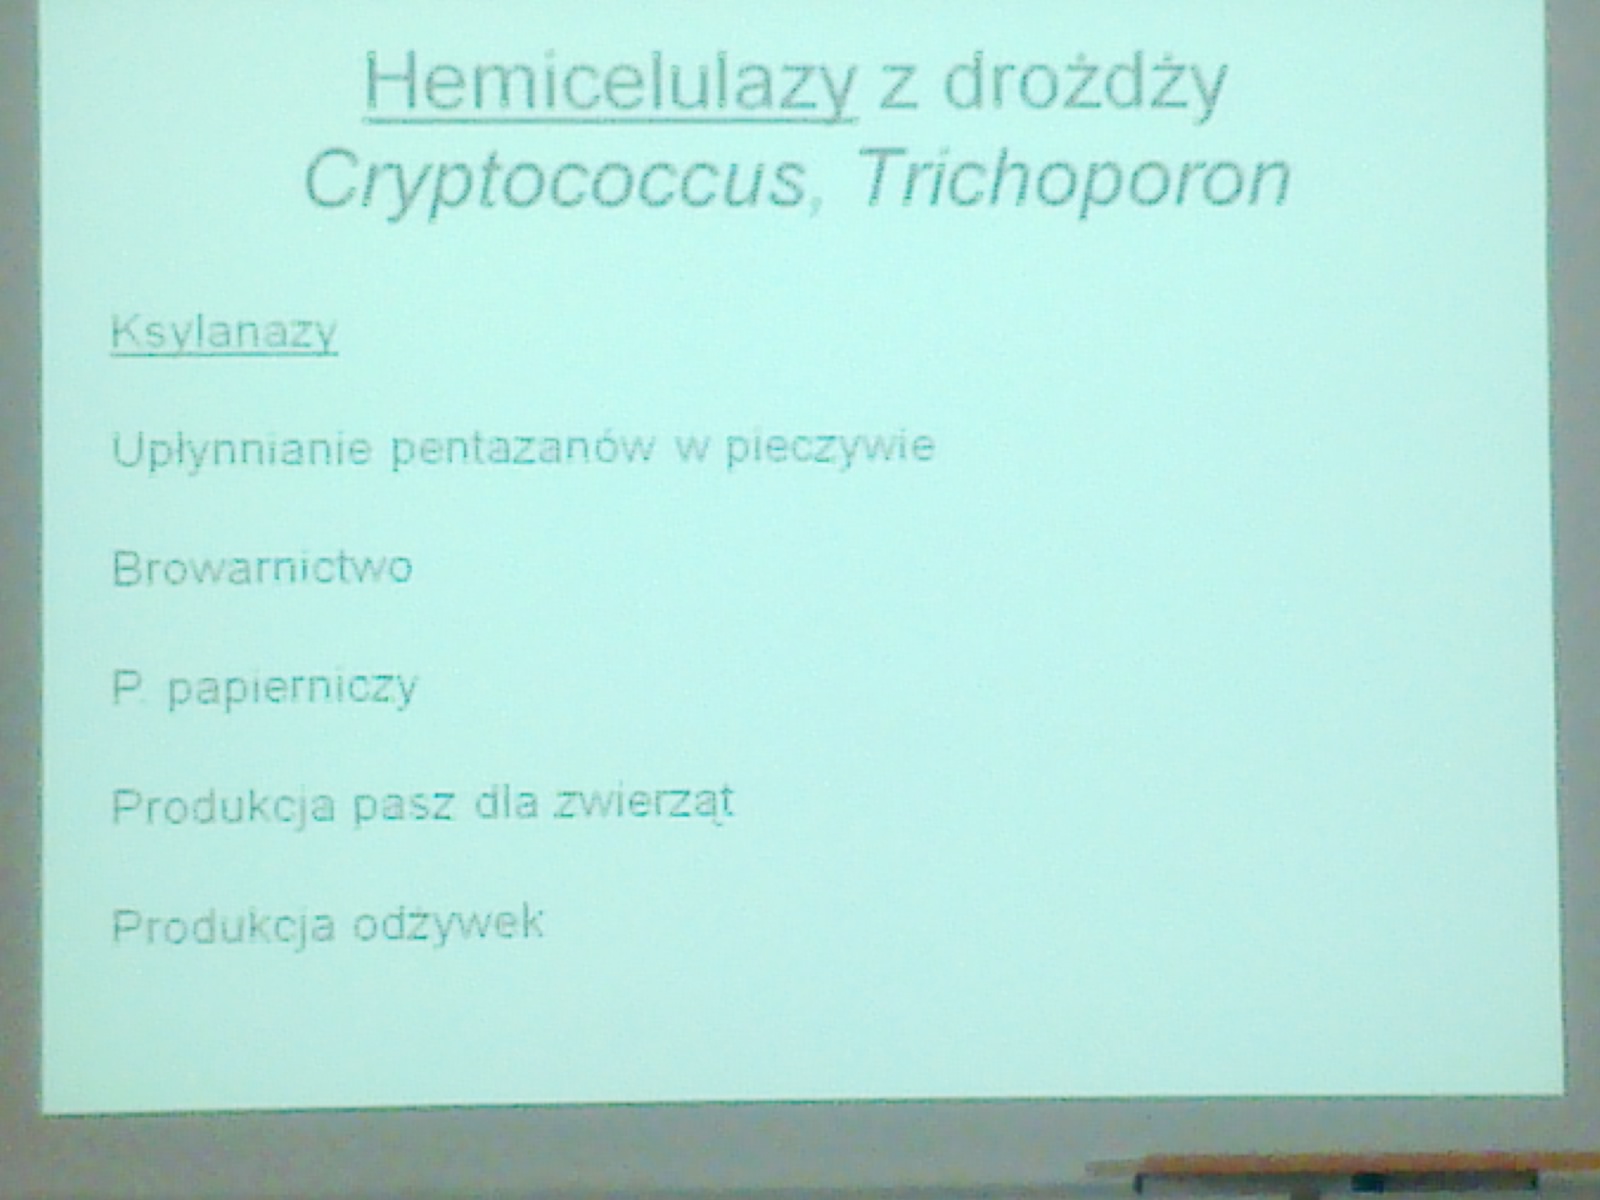 Hemicelulazy z drożdży
Cryptococcus, Trichoporon
Ksylanazy
Upłynnianie pentazanów w pieczywie
Browarnictwo
P. papierniczy
Produkcja pasz dla zwierząt
Produkcja odżywek